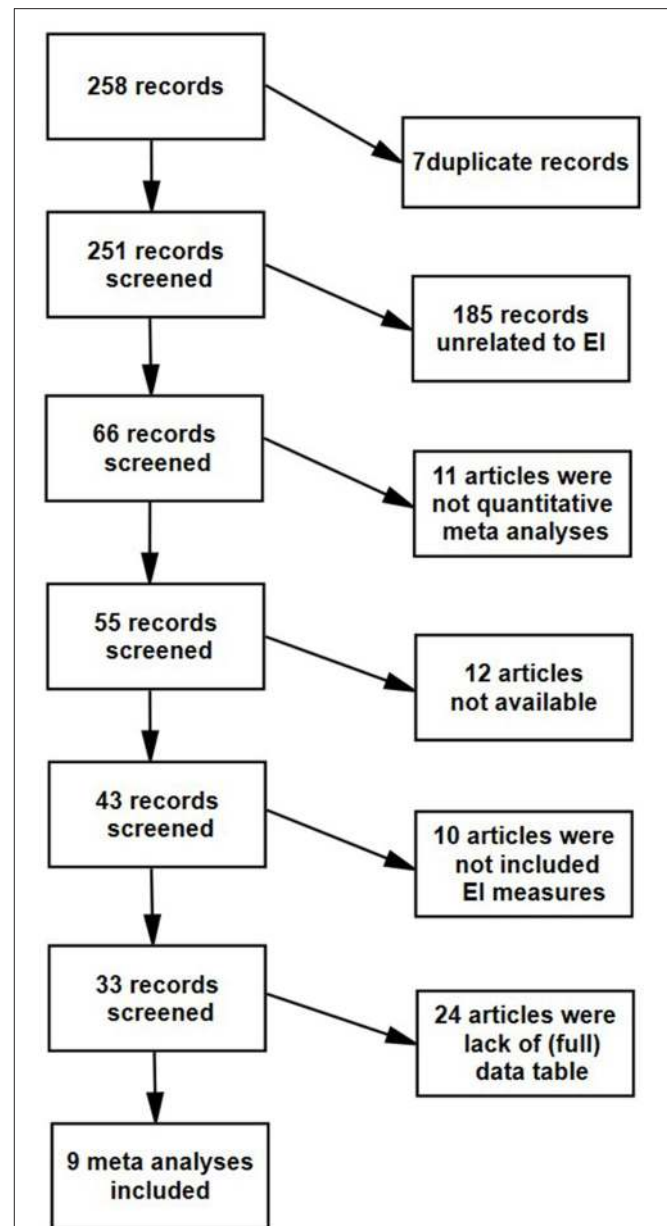 258 records
7duplicate records
251 records
screened
185 records
unrelated to EI
66 records
screened
11 articles were
not quantitative
meta analyses
55 records
screened
12 articles
not available
43 records
screened
10 articles were
not included
EI measures
33 records
screened
24 articles were
lack of (full)
data table
9 meta analyses
included